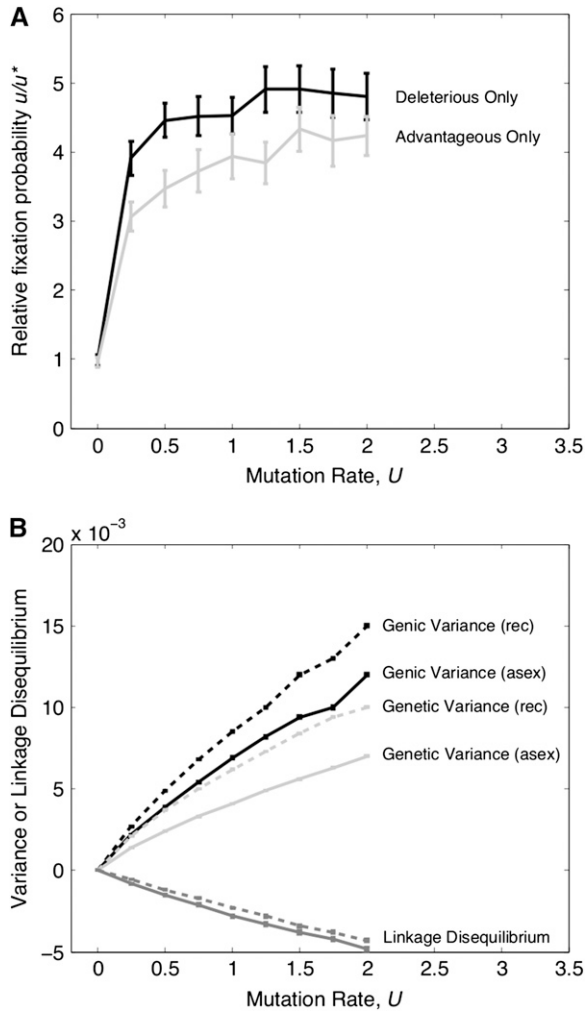 A
6
5
4
3
2
1
0
Relative fixation probability u/u*
Deleterious Only
Advantageous Only
0 0.5 1 1.5 2 2.5 3 3.5
Mutation Rate, U
B
x 10⁻³
20
15
10
5
0
−5
Variance or Linkage Disequilibrium
Genic Variance (rec)
Genic Variance (asex)
Genetic Variance (rec)
Genetic Variance (asex)
Linkage Disequilibrium
0 0.5 1 1.5 2 2.5 3 3.5
Mutation Rate, U